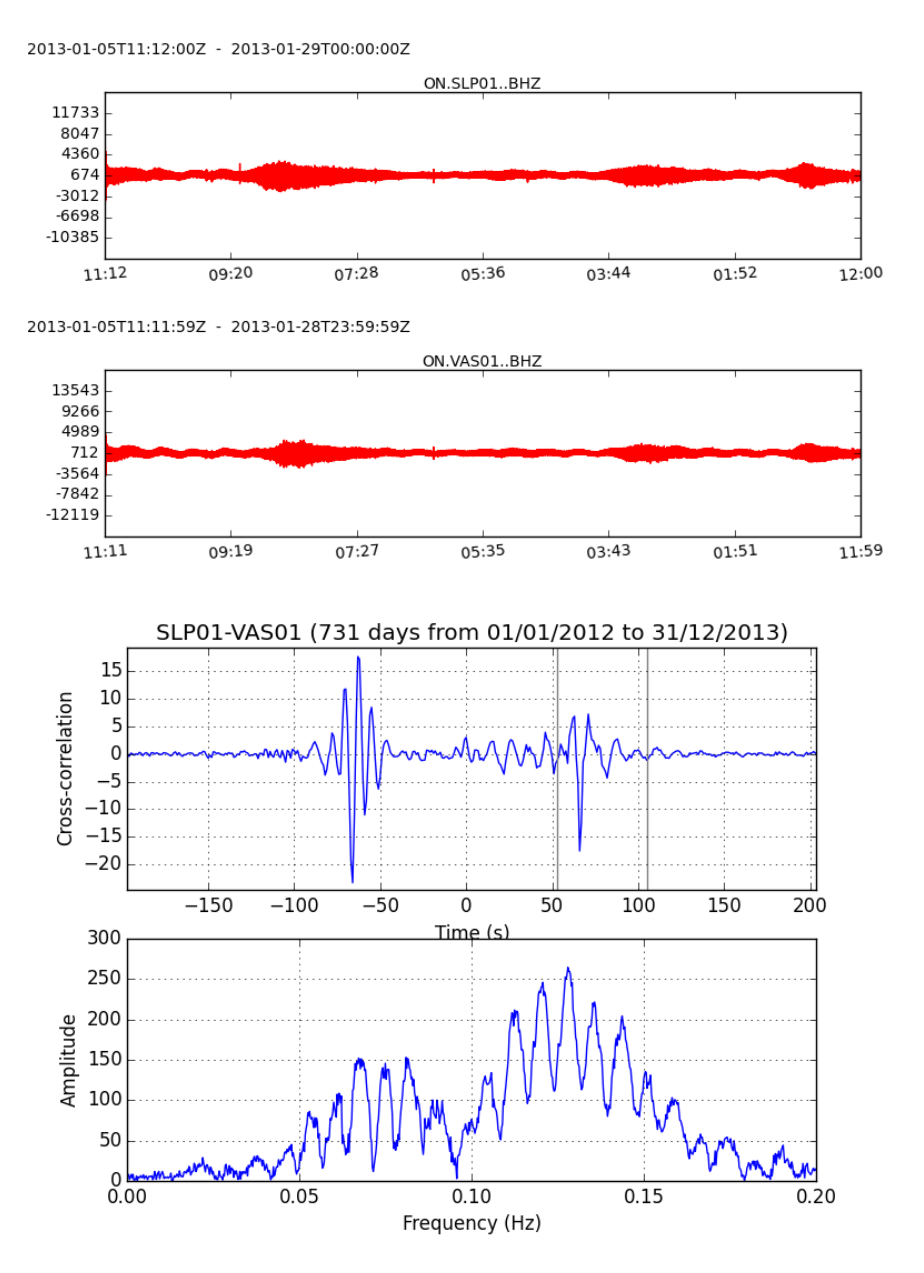 2013-01-05T11:12:00Z - 2013-01-29T00:00:00Z
ON.SLP01..BHZ
11733
8047
4360
674
-3012
-6698
-10385
11:12 09:20 07:28 05:36 03:44 01:52 12:00
2013-01-05T11:11:59Z - 2013-01-28T23:59:59Z
ON.VAS01..BHZ
13543
9266
4989
712
-3564
-7842
-12119
11:11 09:19 07:27 05:35 03:43 01:51 11:59
SLP01-VAS01 (731 days from 01/01/2012 to 31/12/2013)
Cross-correlation
15
10
5
0
−5
−10
−15
−20
−150 −100 −50 0 50 100 150 200
Time (s)
Amplitude
300
250
200
150
100
50
0
0.00 0.05 0.10 0.15 0.20
Frequency (Hz)